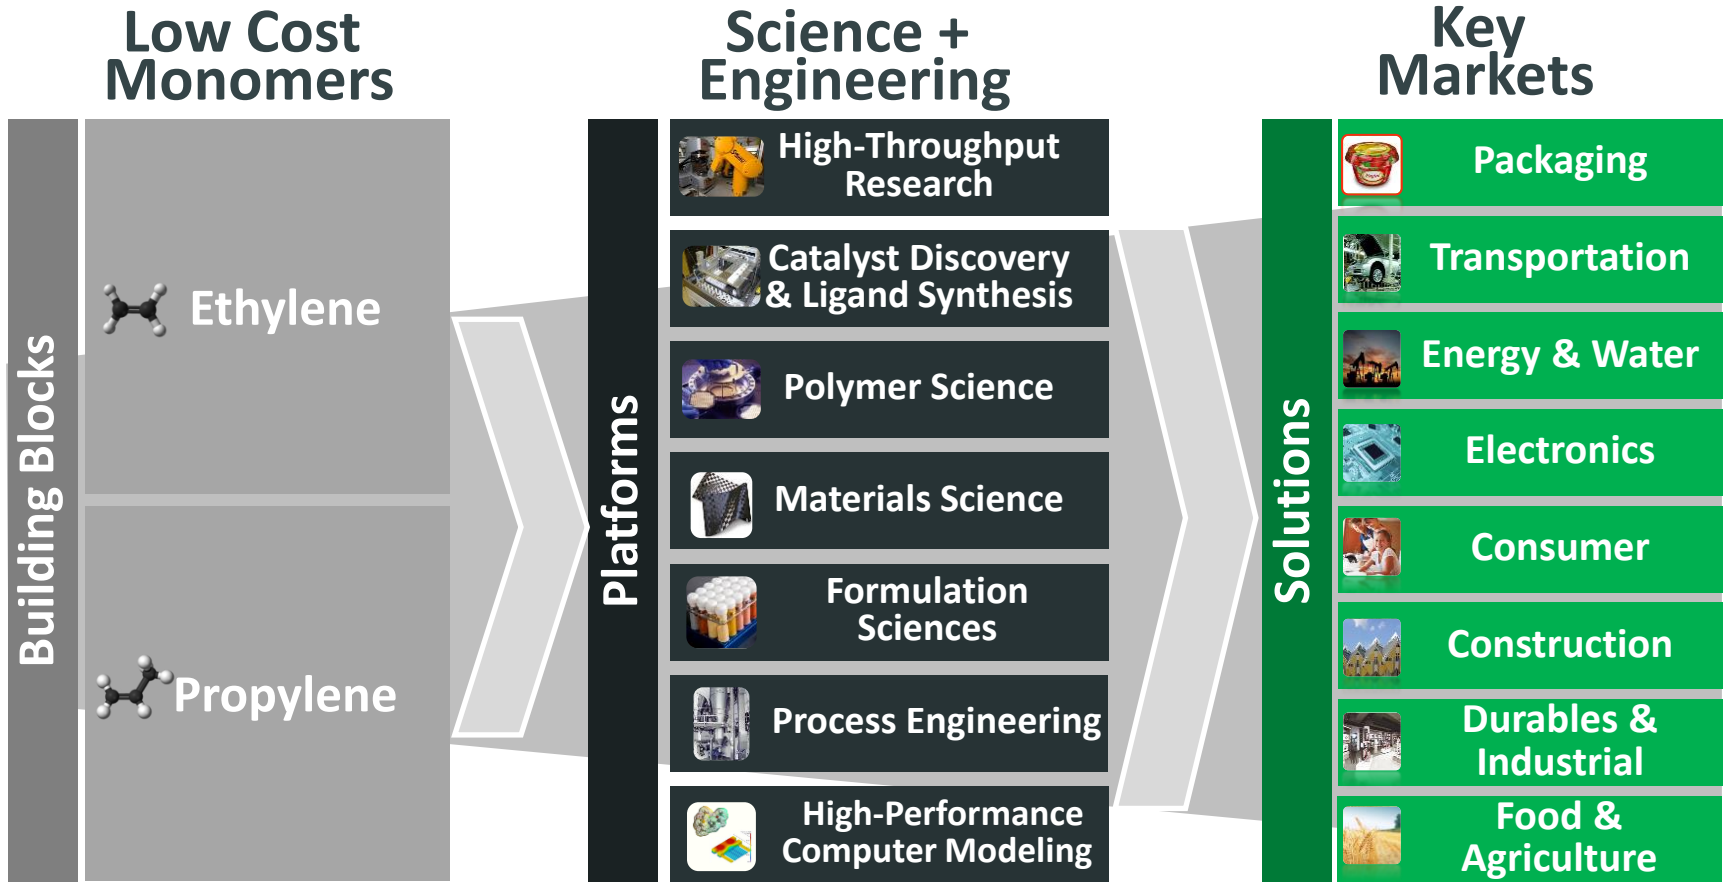 Low Cost
Monomers
Building Blocks
Ethylene
Propylene
Science +
Engineering
Platforms
High-Throughput
Research
Catalyst Discovery
& Ligand Synthesis
Polymer Science
Materials Science
Formulation
Sciences
Process Engineering
High-Performance
Computer Modeling
Key
Markets
Solutions
Packaging
Transportation
Energy & Water
Electronics
Consumer
Construction
Durables &
Industrial
Food &
Agriculture